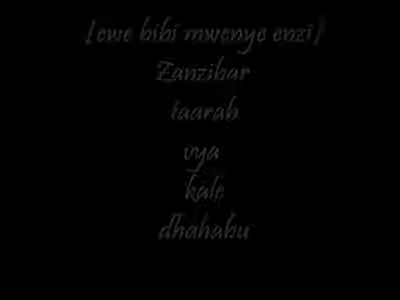 (ewe bibi mwenye enzi)
Zanzibar
taarab
vya
kale
dhahabu